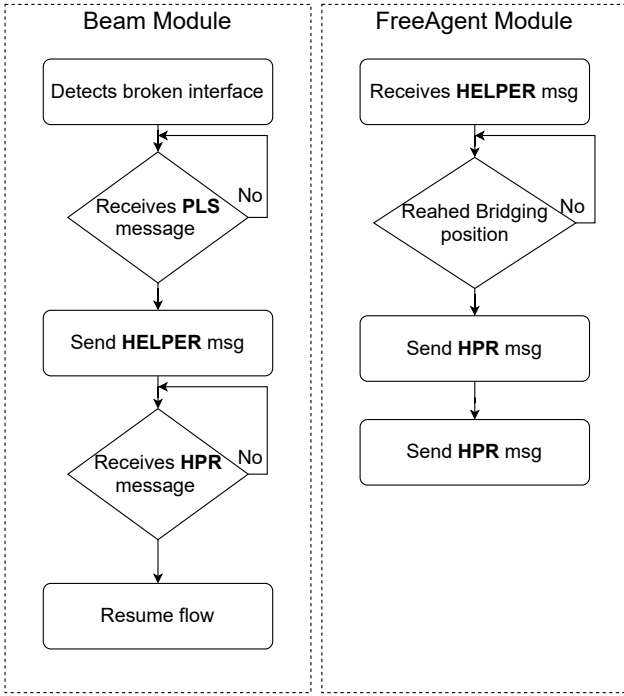 Beam Module
Detects broken interface
No
Receives PLS
message
Send HELPER msg
No
Receives HPR
message
Resume flow
FreeAgent Module
Receives HELPER msg
No
Reahed Bridging
position
Send HPR msg
Send HPR msg